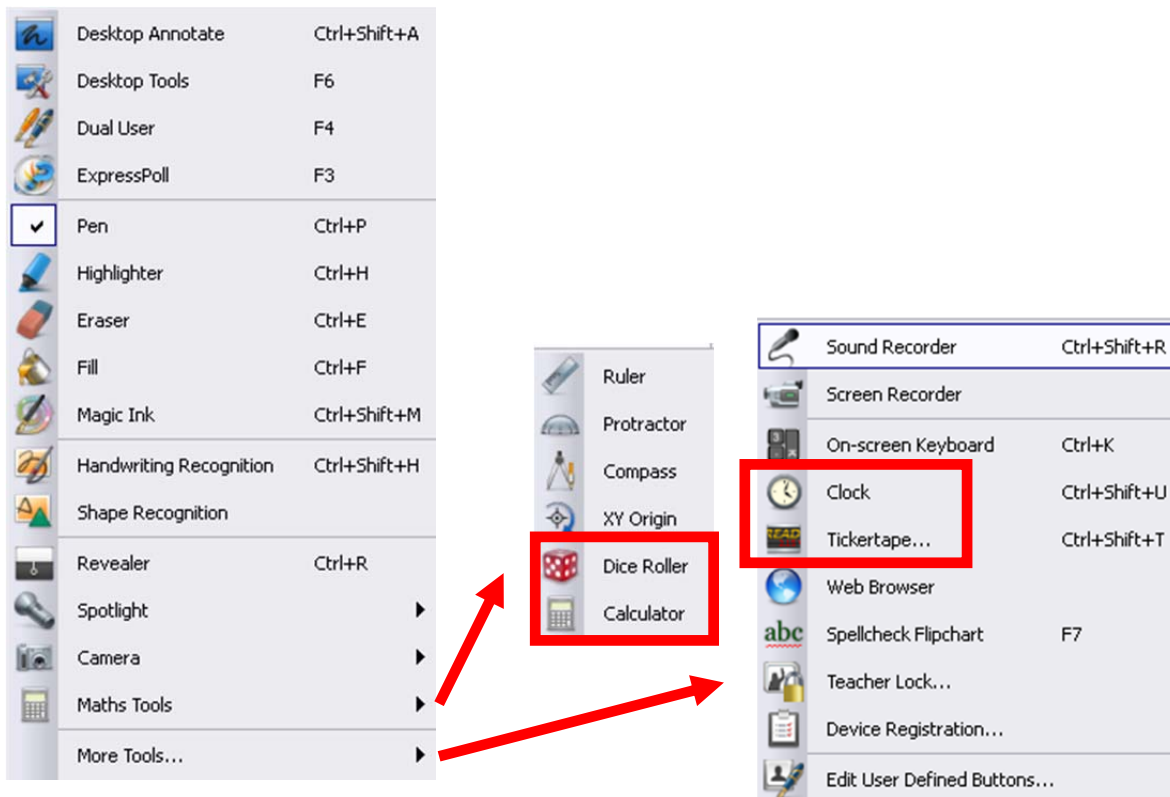 Desktop Annotate Ctrl+Shift+A
Desktop Tools F6
Dual User F4
ExpressPoll F3
Pen Ctrl+P
Highlighter Ctrl+H
Eraser Ctrl+E
Fill Ctrl+F
Magic Ink Ctrl+Shift+M
Handwriting Recognition Ctrl+Shift+H
Shape Recognition
Revealer Ctrl+R
Spotlight
Camera
Maths Tools
More Tools...
Ruler
Protractor
Compass
XY Origin
Dice Roller
Calculator
Sound Recorder Ctrl+Shift+R
Screen Recorder
On-screen Keyboard Ctrl+K
Clock Ctrl+Shift+U
READ
Tickertape... Ctrl+Shift+T
Web Browser
abc
Spellcheck Flipchart F7
Teacher Lock...
Device Registration...
Edit User Defined Buttons...